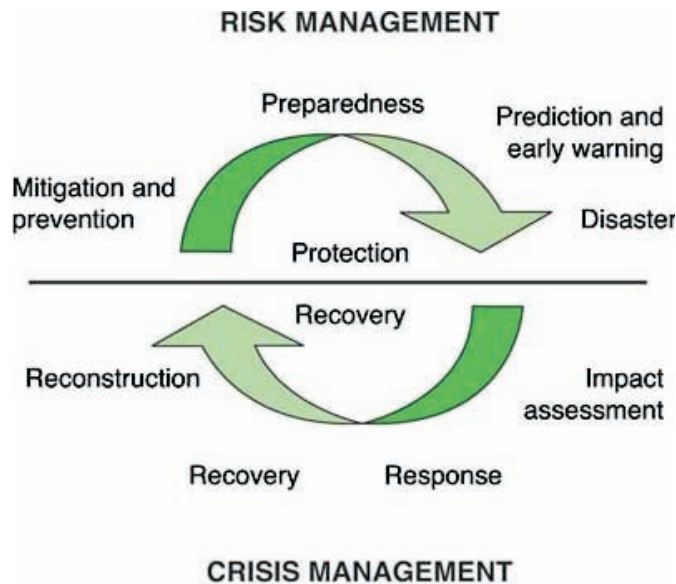 RISK MANAGEMENT
Preparedness
Prediction and
early warning
Mitigation and
prevention
Disaster
Protection
Recovery
Reconstruction
Impact
assessment
Recovery
Response
CRISIS MANAGEMENT